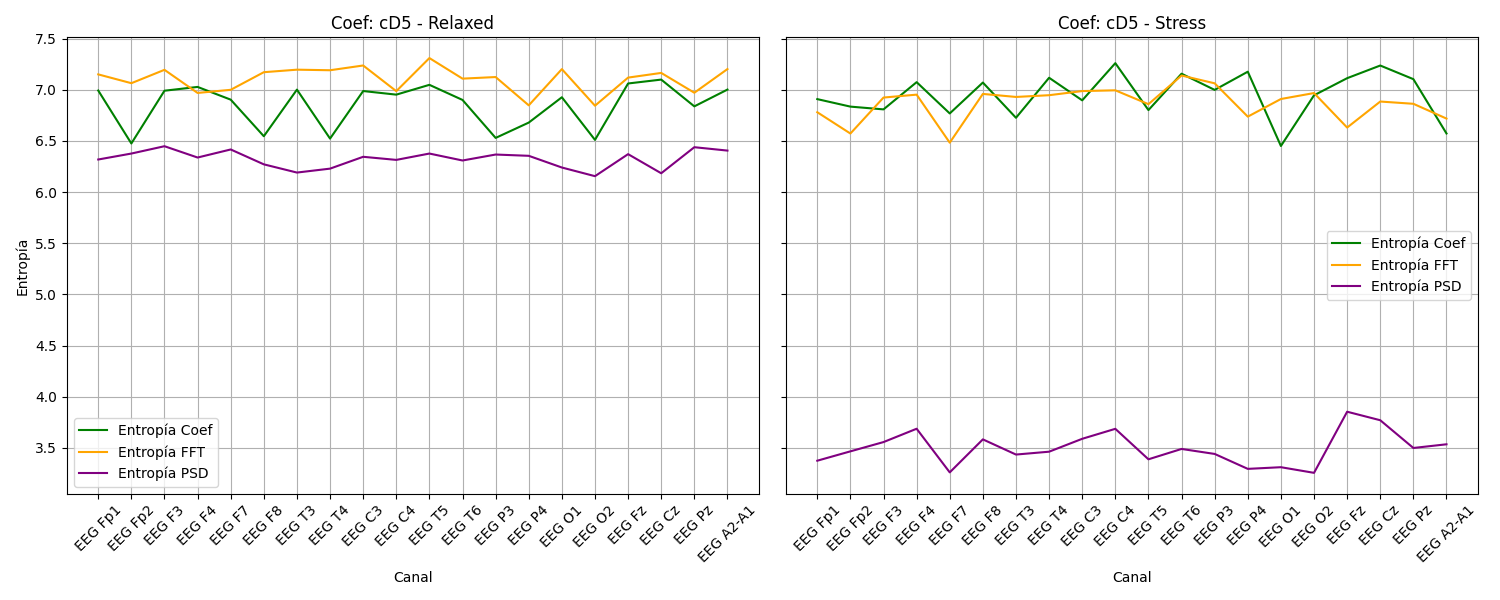 Coef: cD5 - Relaxed
Entropía
7.5
7.0
6.5
6.0
5.5
5.0
4.5
4.0
3.5
Entropía Coef
Entropía FFT
Entropía PSD
EEG Fp1
EEG Fp2
EEG F3
EEG F4
EEG F7
EEG F8
EEG T3
EEG T4
EEG C3
EEG C4
EEG T5
EEG T6
EEG P3
EEG P4
EEG O1
EEG O2
EEG Fz
EEG Cz
EEG Pz
EEG A2-A1
Canal
Coef: cD5 - Stress
Entropía Coef
Entropía FFT
Entropía PSD
EEG Fp1
EEG Fp2
EEG F3
EEG F4
EEG F7
EEG F8
EEG T3
EEG T4
EEG C3
EEG C4
EEG T5
EEG T6
EEG P3
EEG P4
EEG O1
EEG O2
EEG Fz
EEG Cz
EEG Pz
EEG A2-A1
Canal